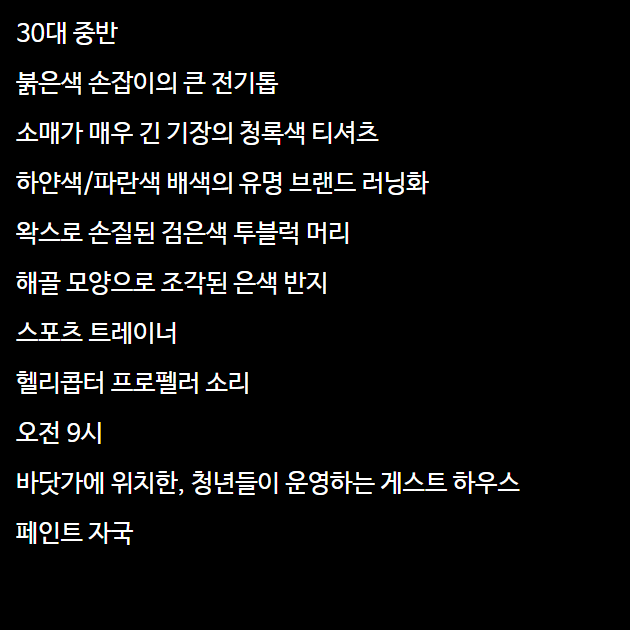 30대 중반
붉은색 손잡이의 큰 전기톱
소매가 매우 긴 기장의 청록색 티셔츠
하얀색/파란색 배색의 유명 브랜드 러닝화
왁스로 손질된 검은색 투블럭 머리
해골 모양으로 조각된 은색 반지
스포츠 트레이너
헬리콥터 프로펠러 소리
오전 9시
바닷가에 위치한, 청년들이 운영하는 게스트 하우스
페인트 자국